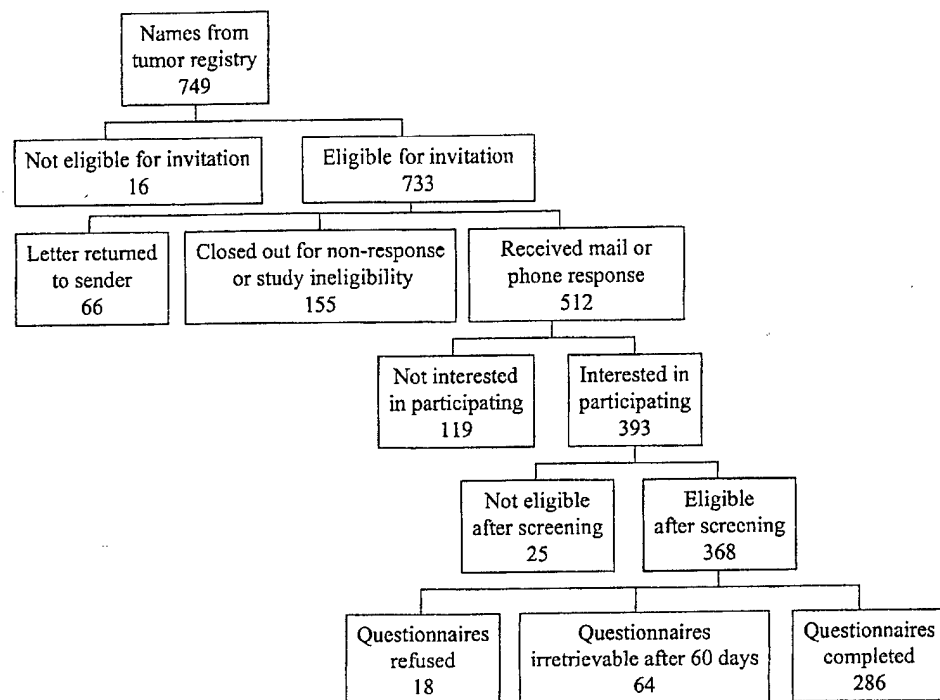 Names from
tumor registry
749
Not eligible for invitation
16
Eligible for invitation
733
Letter returned
to sender
66
Closed out for non-response
or study ineligibility
155
Received mail or
phone response
512
Not interested
in participating
119
Interested in
participating
393
Not eligible
after screening
25
Eligible
after screening
368
Questionnaires
refused
18
Questionnaires
irretrievable after 60 days
64
Questionnaires
completed
286